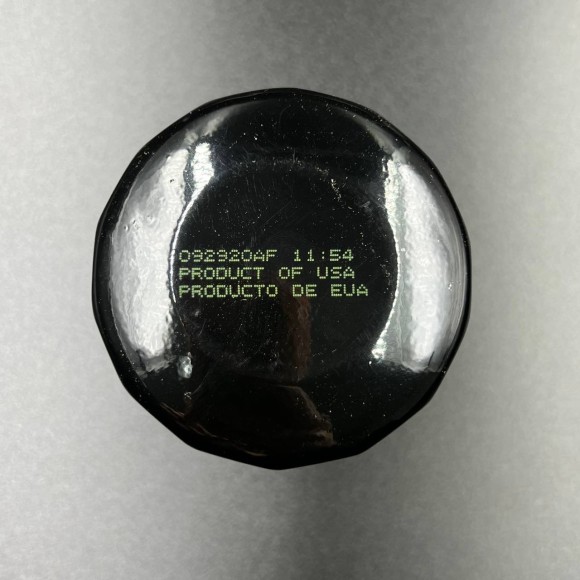 092920AF 11:54
PRODUCT OF USA
PRODUCTO DE EUA